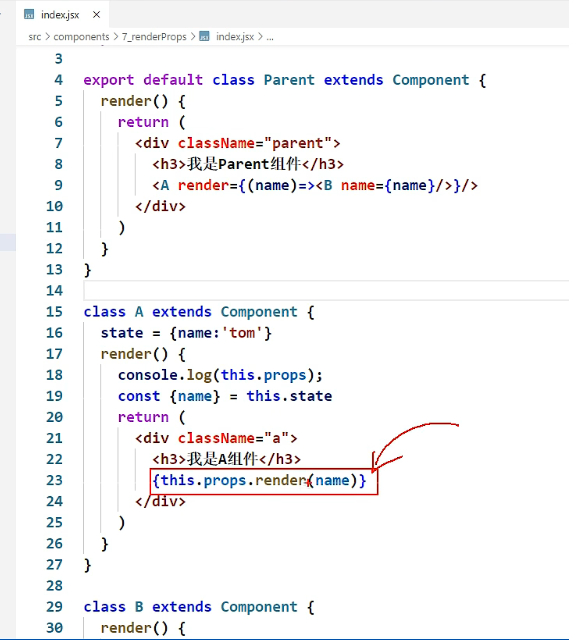 index.jsx ×
src > components > 7_renderProps > index.jsx > ...
3
4 export default class Parent extends Component {
5 render() {
6 return (
7 <div className="parent">
8 <h3>我是Parent组件</h3>
9 <A render={(name)=><B name={name}/>}/>
10 </div>
11 )
12 }
13 }
14
15 class A extends Component {
16 state = {name:'tom'}
17 render() {
18 console.log(this.props);
19 const {name} = this.state
20 return (
21 <div className="a">
22 <h3>我是A组件</h3>
23 {this.props.render(name)}
24 </div>
25 )
26 }
27 }
28
29 class B extends Component {
30 render() {